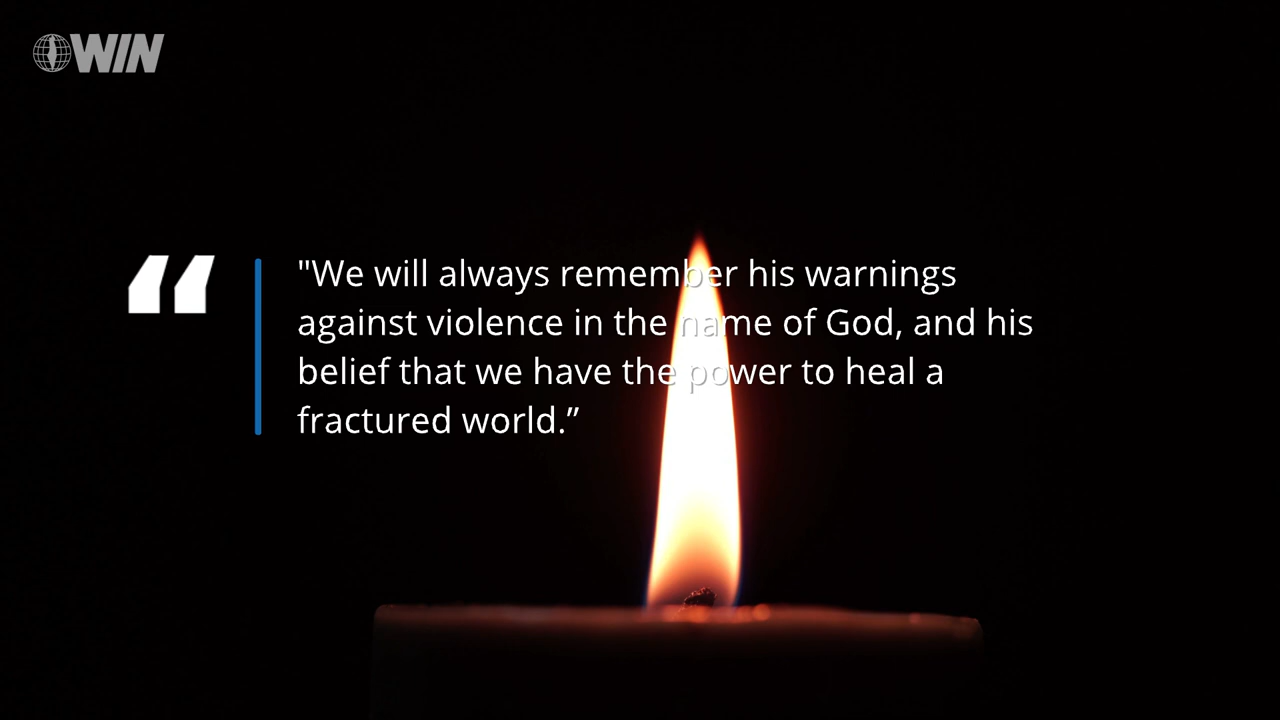 WIN
"We will always remember his warnings
against violence in the name of God, and his
belief that we have the power to heal a
fractured world.”